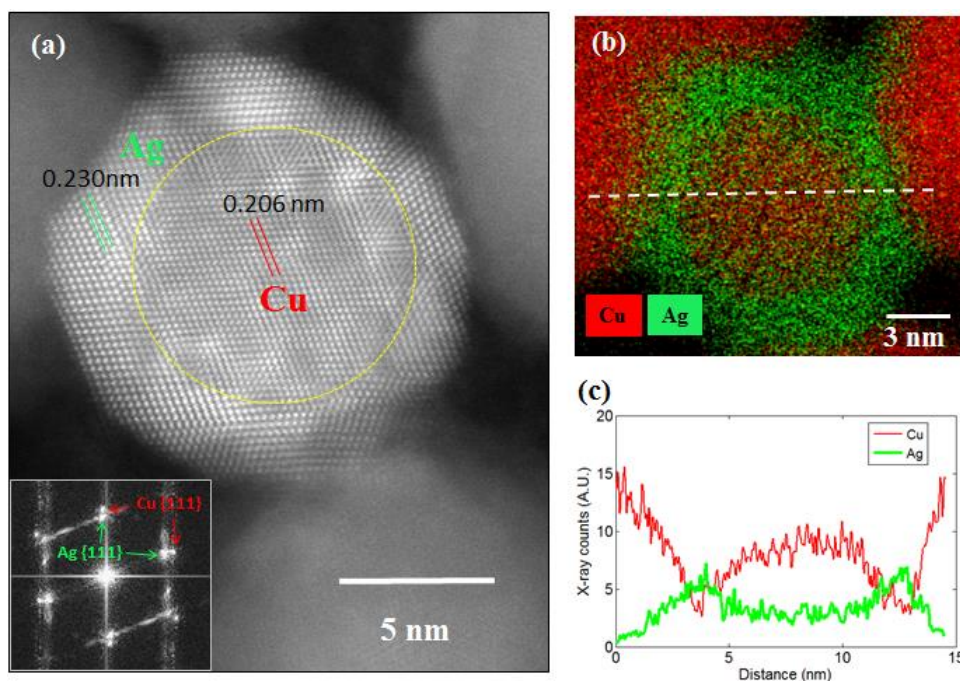 (a)
Ag
0.230nm
0.206 nm
Cu
Cu {111}
Ag {111}
5 nm
(b)
Cu Ag
3 nm
(c)
20
15
10
5
0
X-ray counts (A.U.)
Cu
Ag
0 5 10 15
Distance (nm)